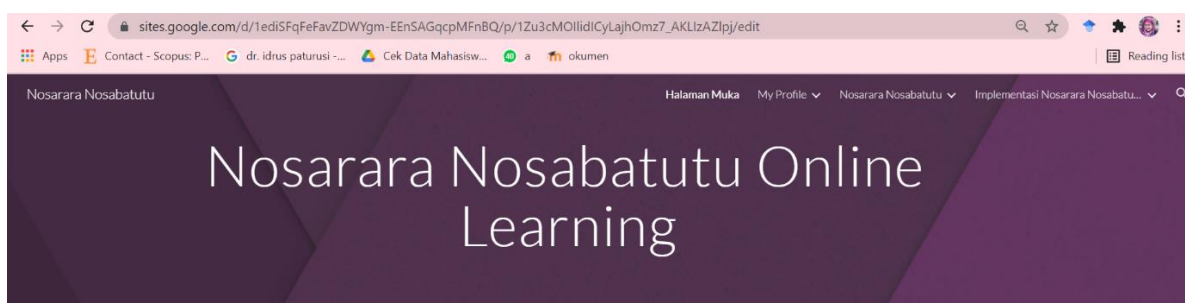 sites.google.com/d/1ediSFqFeFavZDWYgm-EEnSAGqcpMFnBQ/p/1Zu3cMOIlidICyLajhOmz7_AKLIzAZlpj/edit
Apps Contact - Scopus: P... dr. idrus paturusi -... Cek Data Mahasisw... a okumen Reading list
Nosarara Nosabatutu Halaman Muka My Profile Nosarara Nosabatutu Implementasi Nosarara Nosabatu...
Nosarara Nosabatutu Online
Learning